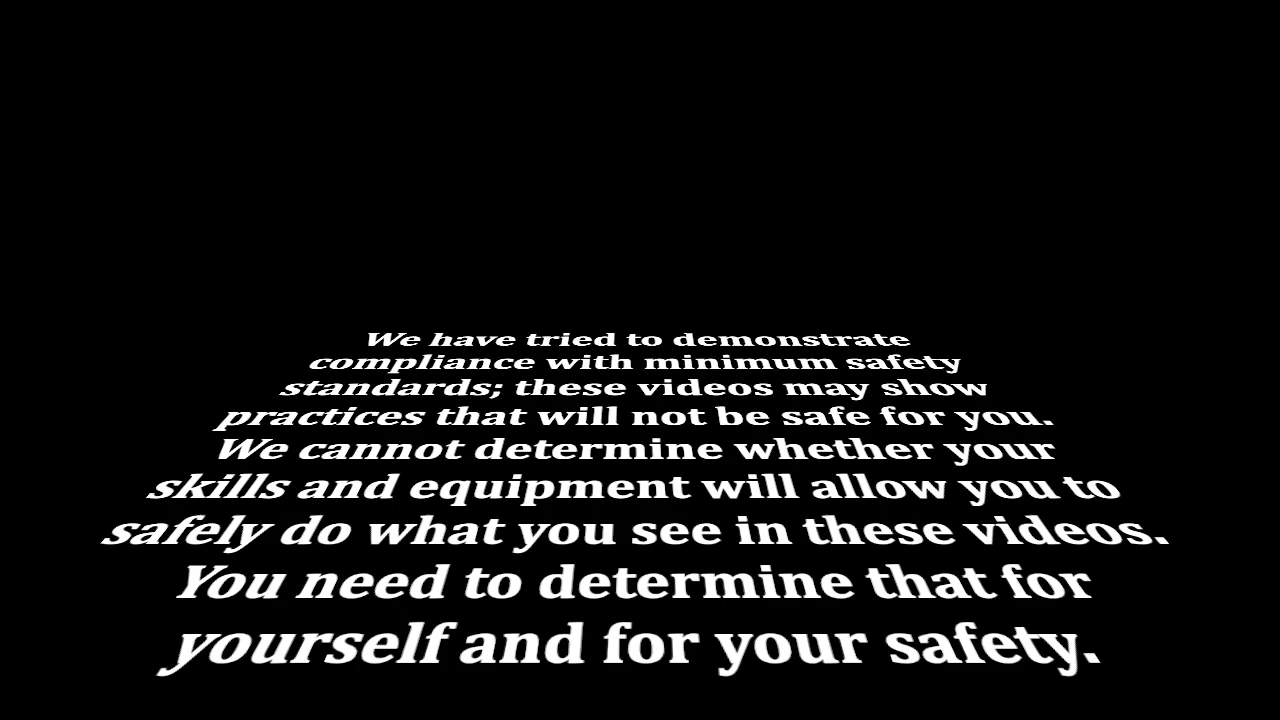 We have tried to demonstrate
compliance with minimum safety
standards; these videos may show
practices that will not be safe for you.
We cannot determine whether your
skills and equipment will allow you to
safely do what you see in these videos.
You need to determine that for
yourself and for your safety.